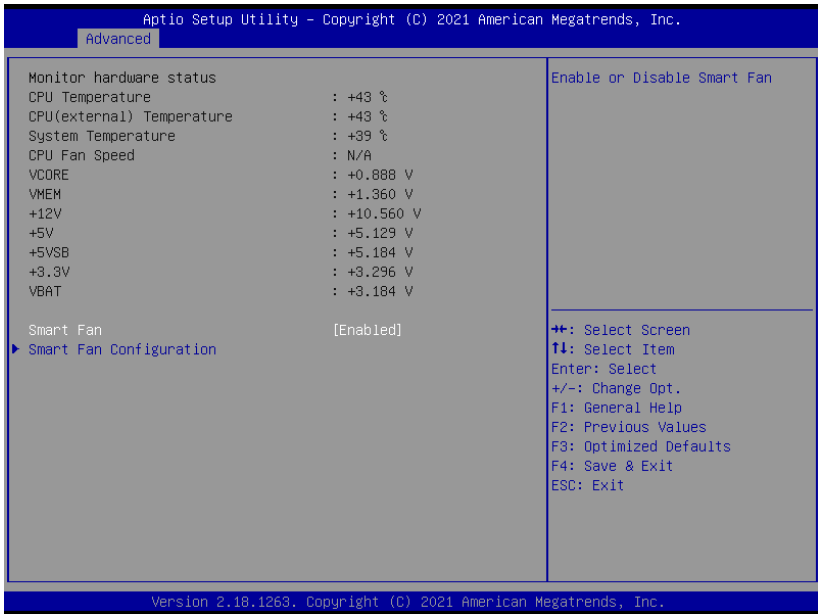 Aptio Setup Utility – Copyright (C) 2021 American Megatrends, Inc.
Advanced
Monitor hardware status
CPU Temperature : +43 ℃
CPU(external) Temperature : +43 ℃
System Temperature : +39 ℃
CPU Fan Speed : N/A
VCORE : +0.888 V
VMEM : +1.360 V
+12V : +10.560 V
+5V : +5.129 V
+5VSB : +5.184 V
+3.3V : +3.296 V
VBAT : +3.184 V
Smart Fan [Enabled]
Smart Fan Configuration
Enable or Disable Smart Fan
→←: Select Screen
↑↓: Select Item
Enter: Select
+/-: Change Opt.
F1: General Help
F2: Previous Values
F3: Optimized Defaults
F4: Save & Exit
ESC: Exit
Version 2.18.1263. Copyright (C) 2021 American Megatrends, Inc.